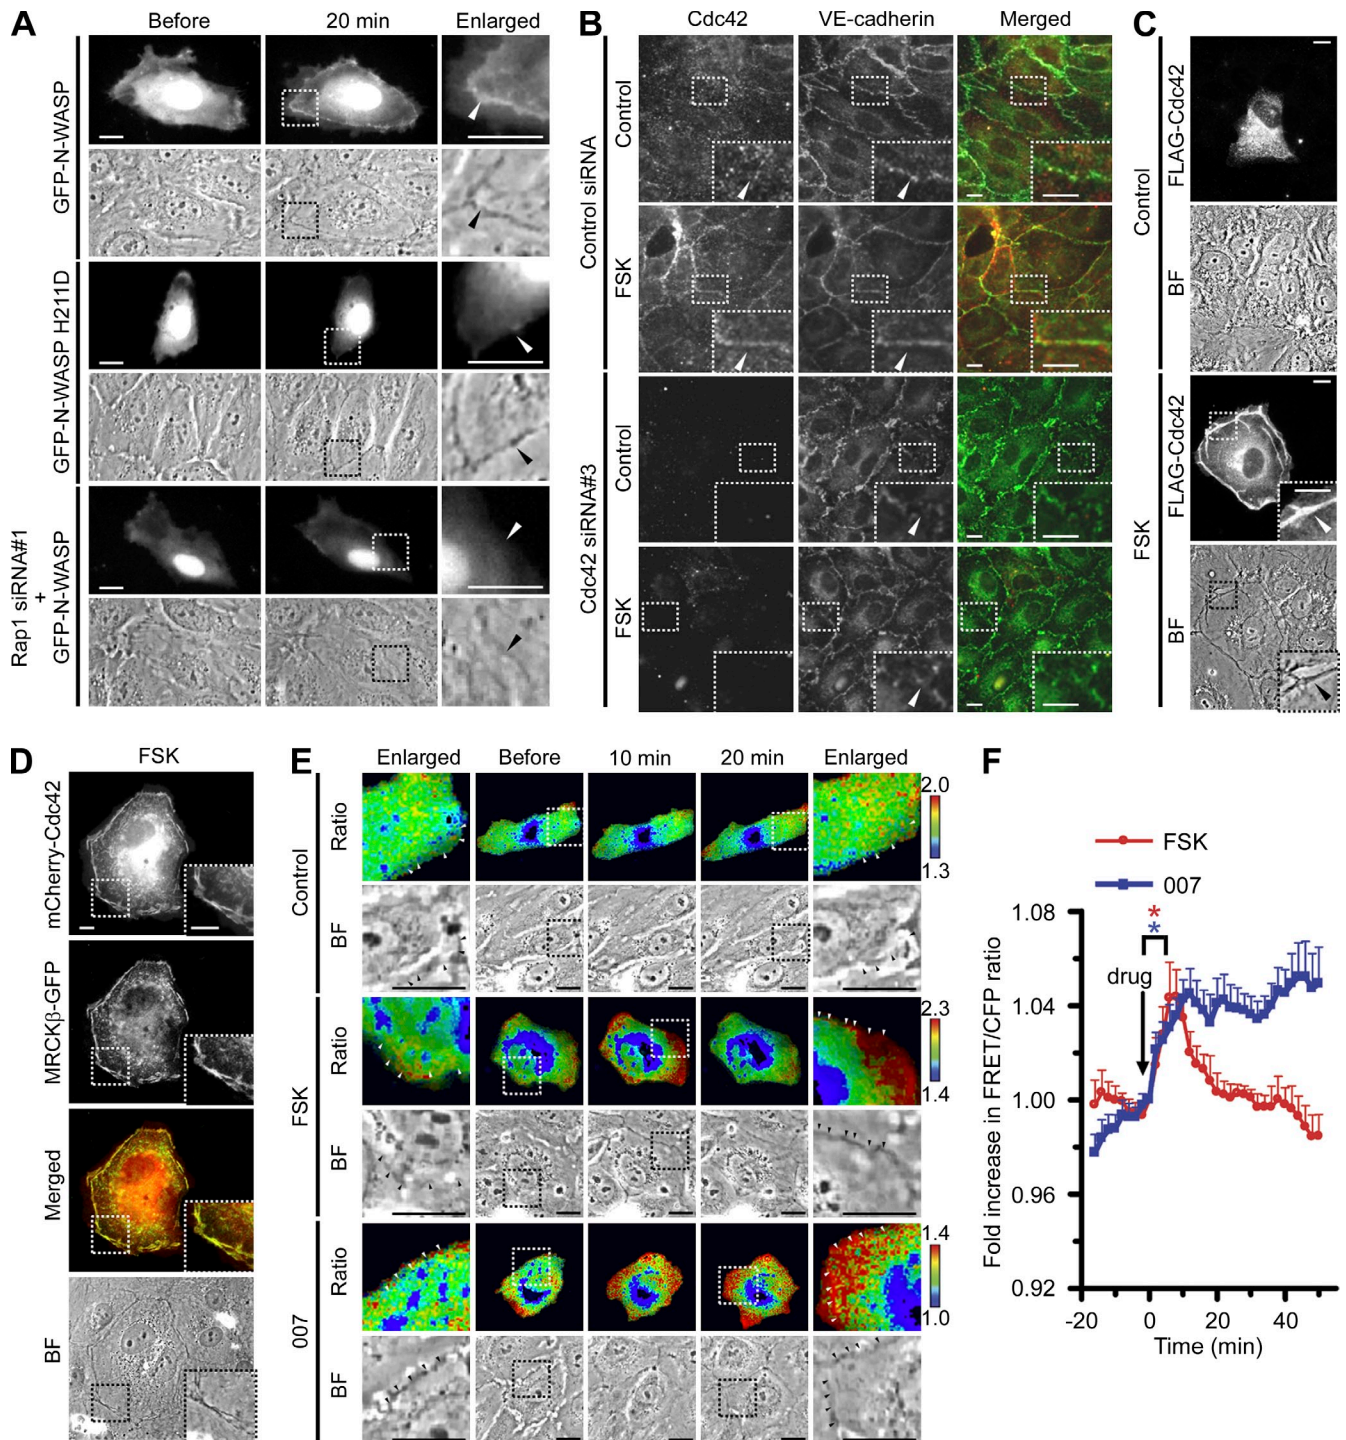 A
Before
20 min
Enlarged
GFP-N-WASP
GFP-N-WASP H211D
Rap1 siRNA#1
+
GFP-N-WASP
B
Cdc42
VE-cadherin
Merged
Control siRNA
Control
FSK
Cdc42 siRNA#3
Control
FSK
C
Control
FLAG-Cdc42
BF
FSK
FLAG-Cdc42
BF
D
FSK
mCherry-Cdc42
MRCKβ-GFP
Merged
BF
E
Enlarged
Before
10 min
20 min
Enlarged
Control
Ratio
2.0
1.3
BF
FSK
Ratio
2.3
1.4
BF
007
Ratio
1.4
1.0
BF
F
FSK
007
Fold increase in FRET/CFP ratio
1.08
1.04
1.00
0.96
0.92
* 
*
drug
-20
0
20
40
Time (min)